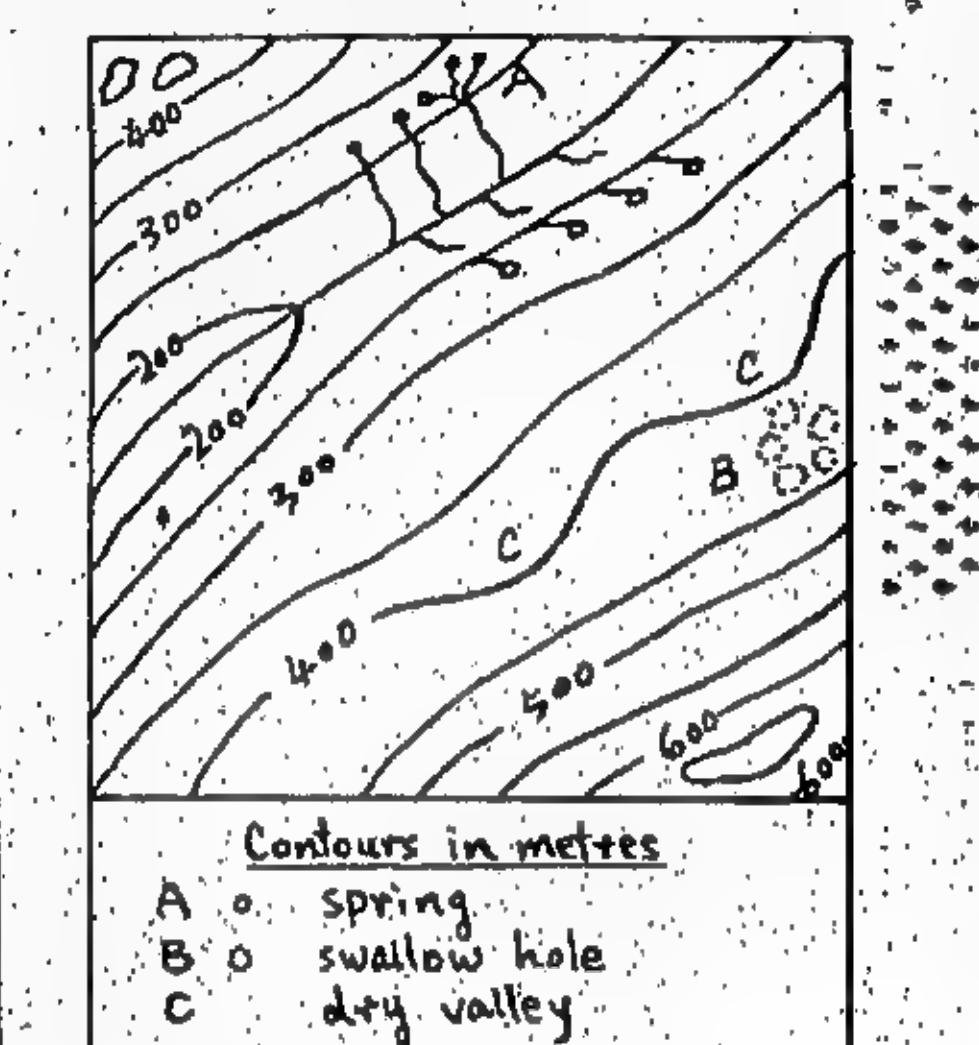 400
A
300
200
200
C
300
B
C
400
500
600
600
Contours in metres
A o spring
B O swallow hole
C dry valley